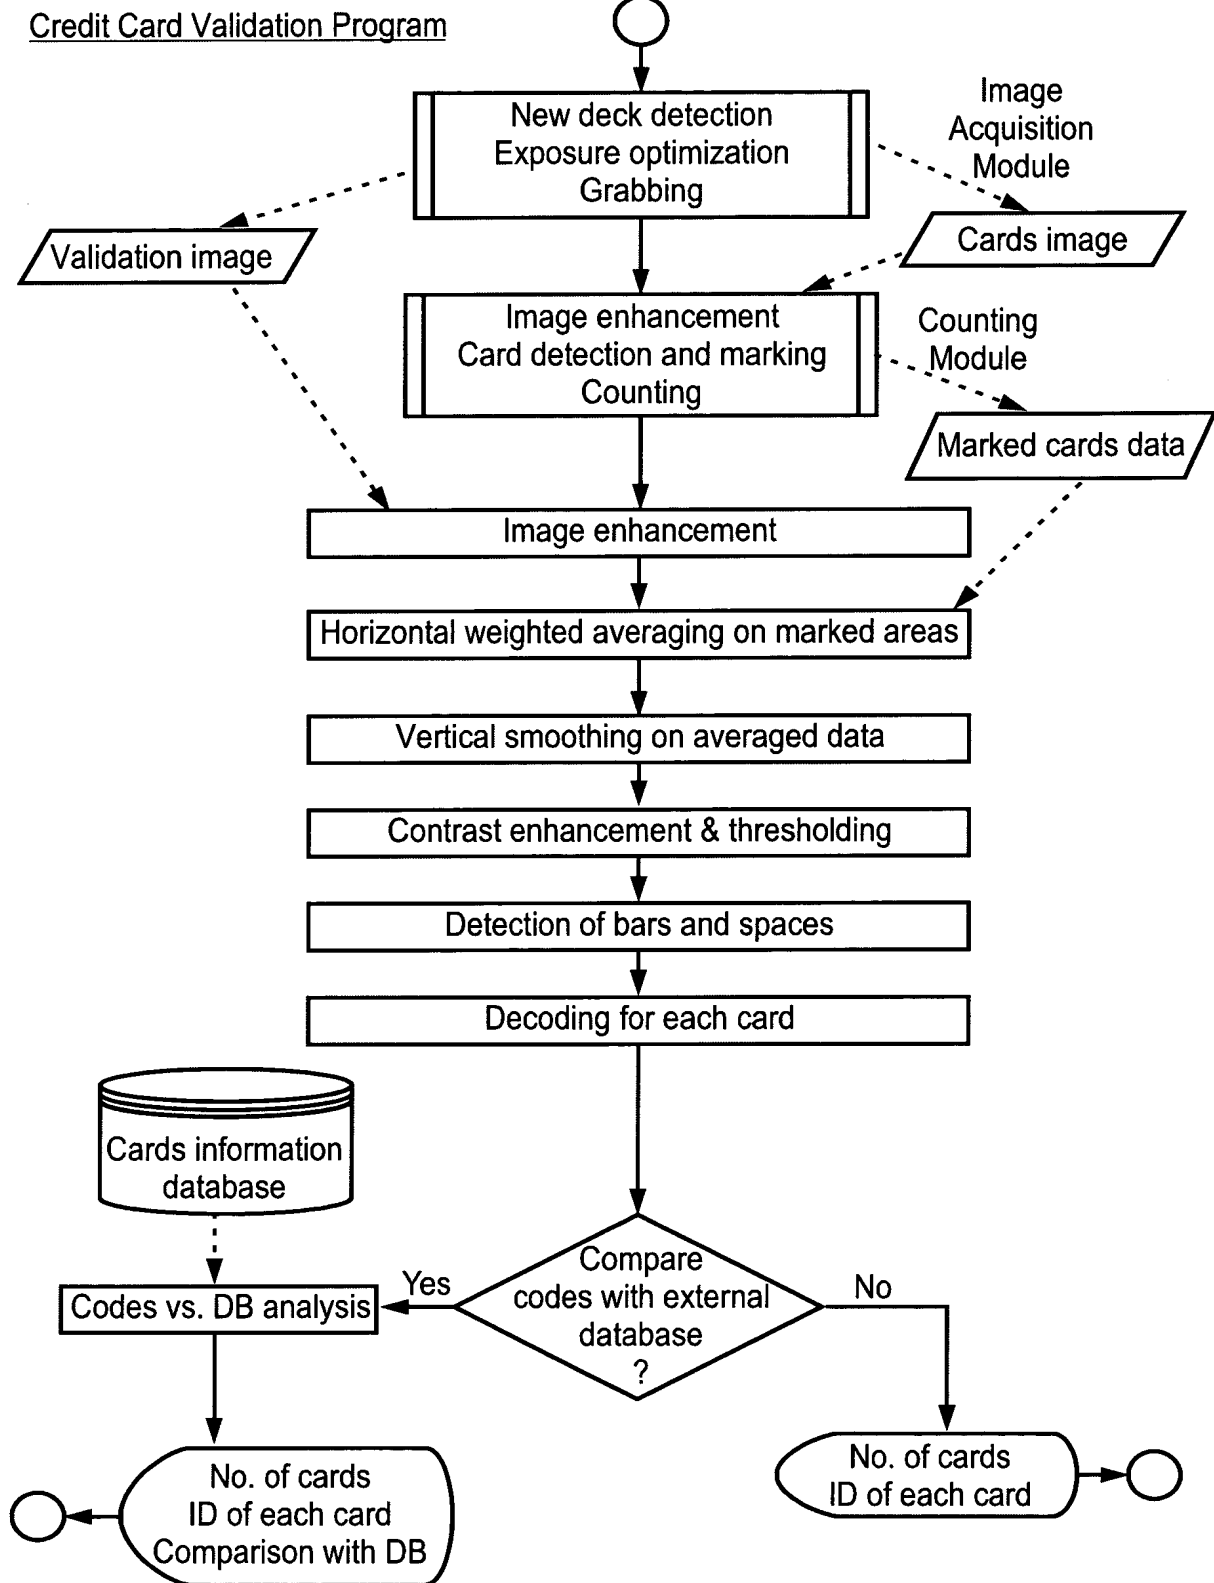 Credit Card Validation Program
New deck detection
Exposure optimization
Grabbing
Image
Acquisition
Module
Validation image
Cards image
Image enhancement
Card detection and marking
Counting
Counting
Module
Marked cards data
Image enhancement
Horizontal weighted averaging on marked areas
Vertical smoothing on averaged data
Contrast enhancement & thresholding
Detection of bars and spaces
Decoding for each card
Cards information
database
Compare
codes with external
database
?
Yes
No
Codes vs. DB analysis
No. of cards
ID of each card
Comparison with DB
No. of cards
ID of each card